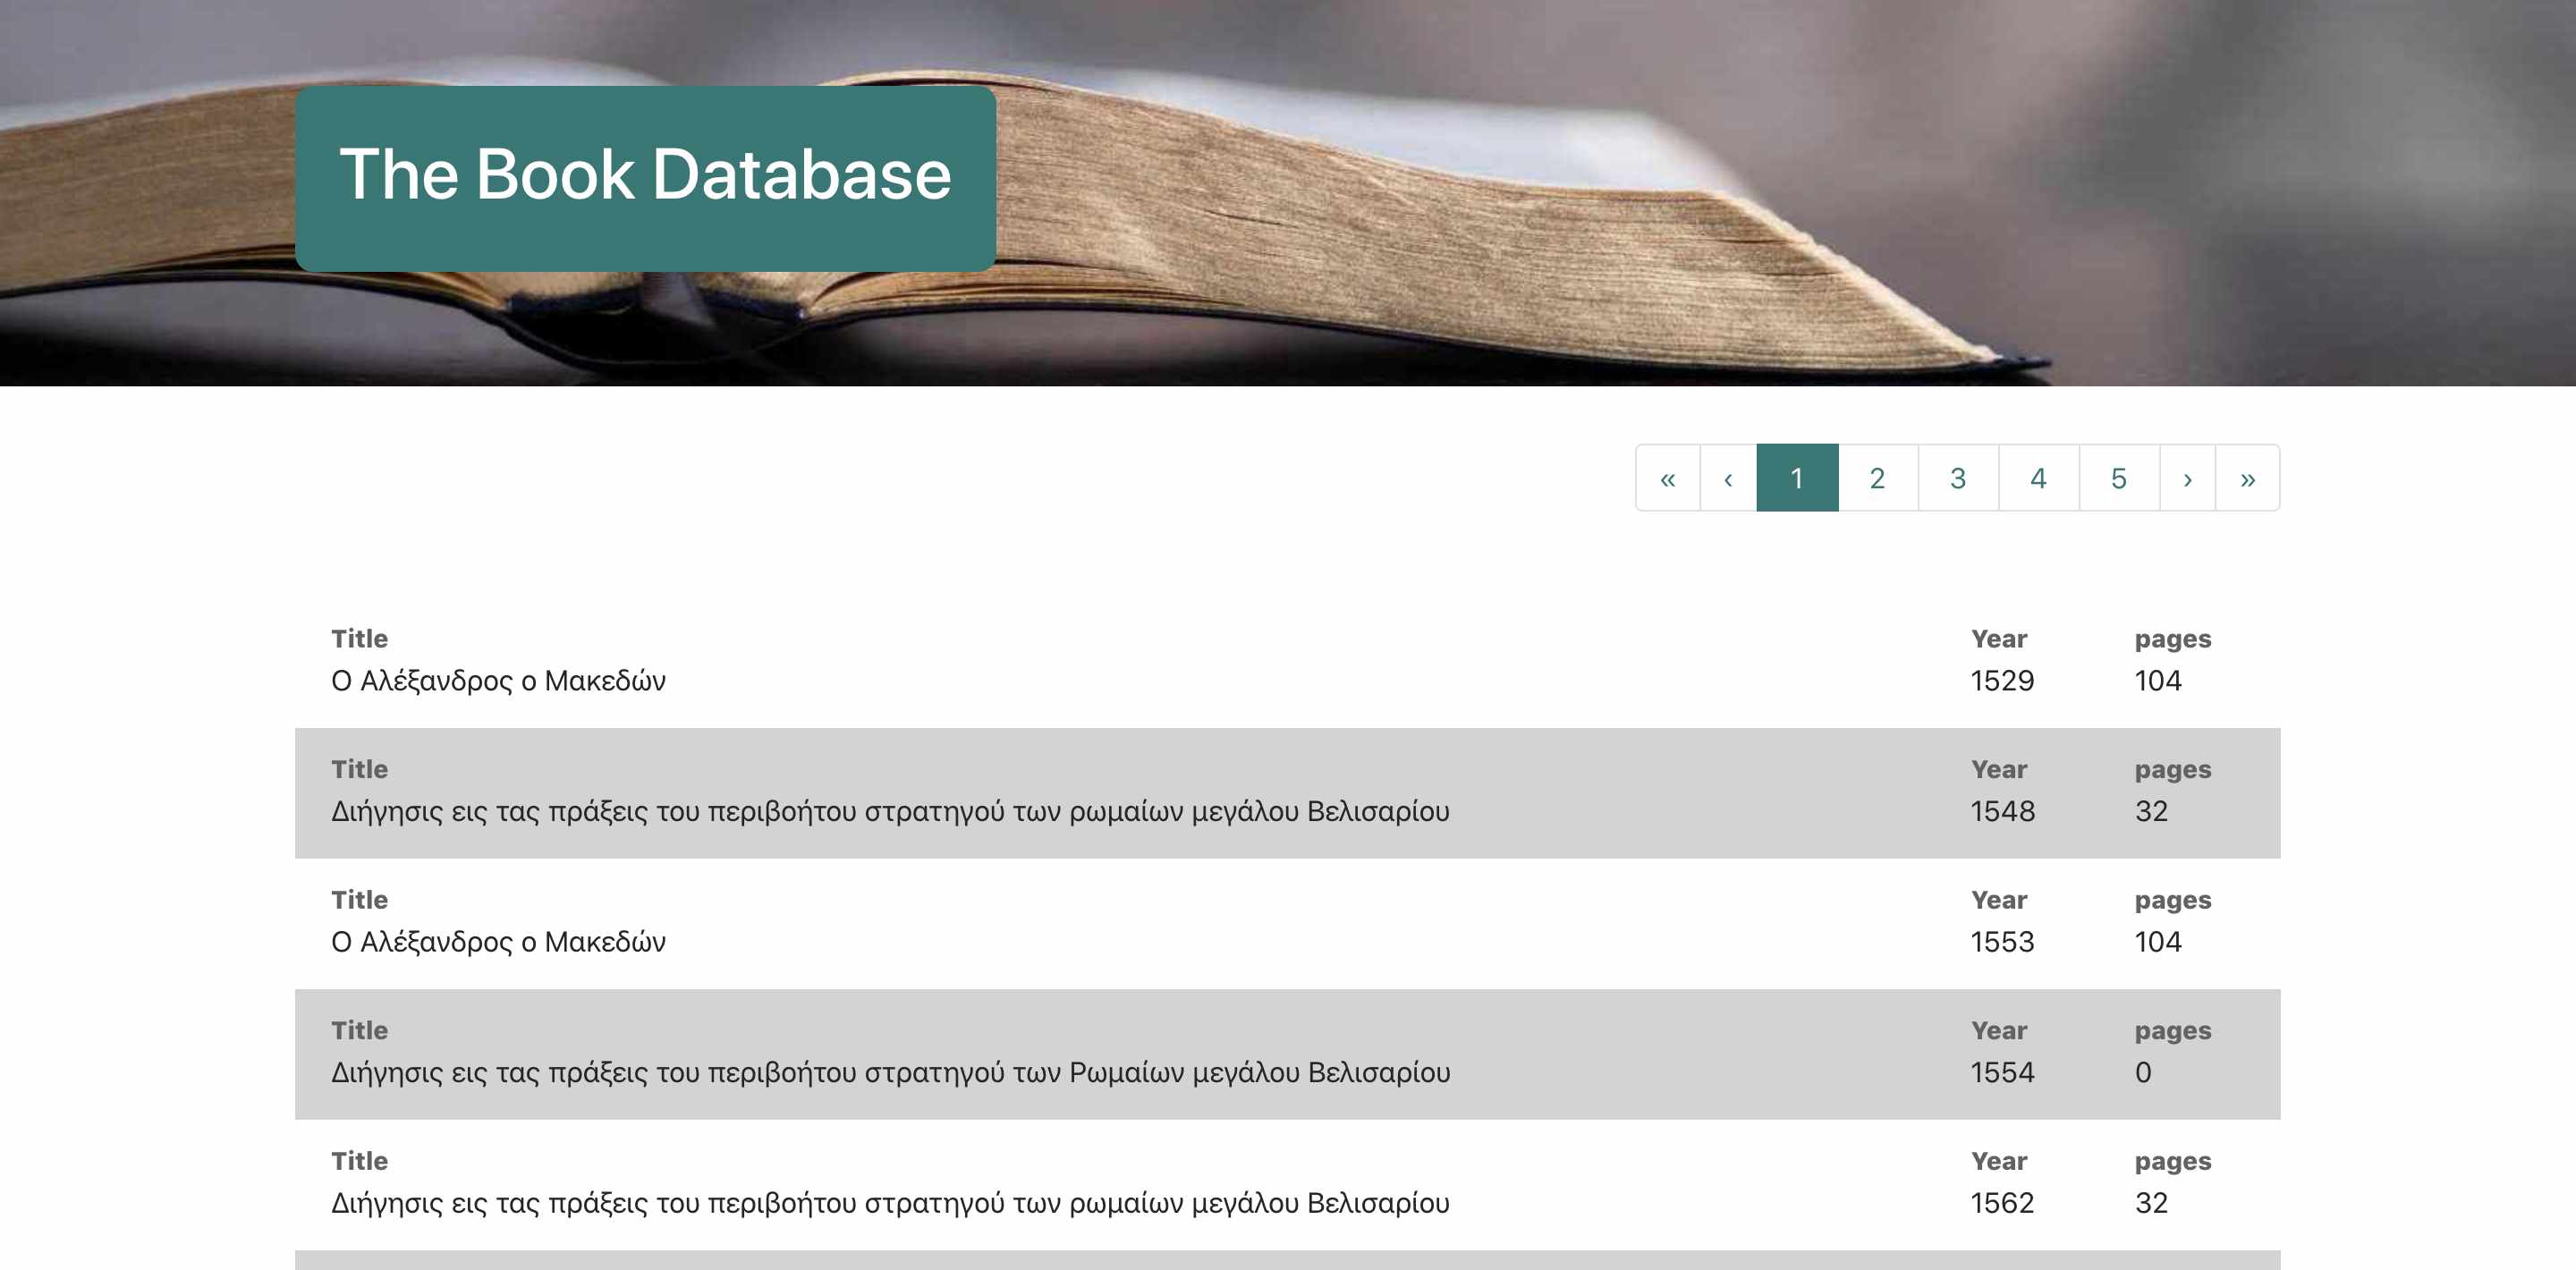 The Book Database
« ‹ 1 2 3 4 5 › »
Title Year pages
Ο Αλέξανδρος ο Μακεδών 1529 104
Title Year pages
Διήγησις εις τας πράξεις του περιβοήτου στρατηγού των ρωμαίων μεγάλου Βελισαρίου 1548 32
Title Year pages
Ο Αλέξανδρος ο Μακεδών 1553 104
Title Year pages
Διήγησις εις τας πράξεις του περιβοήτου στρατηγού των Ρωμαίων μεγάλου Βελισαρίου 1554 0
Title Year pages
Διήγησις εις τας πράξεις του περιβοήτου στρατηγού των ρωμαίων μεγάλου Βελισαρίου 1562 32